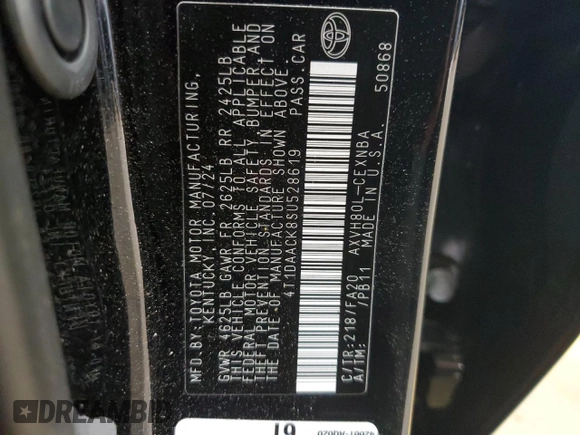 MFD.BY:TOYOTA MOTOR MANUFACTURING,
KENTUCKY, INC. 07/24
GVWR 4625LB GAWR FR 2625LB RR 2425LB
THIS VEHICLE CONFORMS TO ALL APPLICABLE
FEDERAL MOTOR VEHICLE SAFETY, BUMPER, AND
THEFT PREVENTION STANDARDS IN EFFECT ON
THE DATE OF MANUFACTURE SHOWN ABOVE.
4T1DAACK8SU528619 PASS.CAR
C/TR:218/FA20 AXVH80L-CEXNBA
A/TM: /PB11 MADE IN U.S.A.
50868
61
DREAMBID